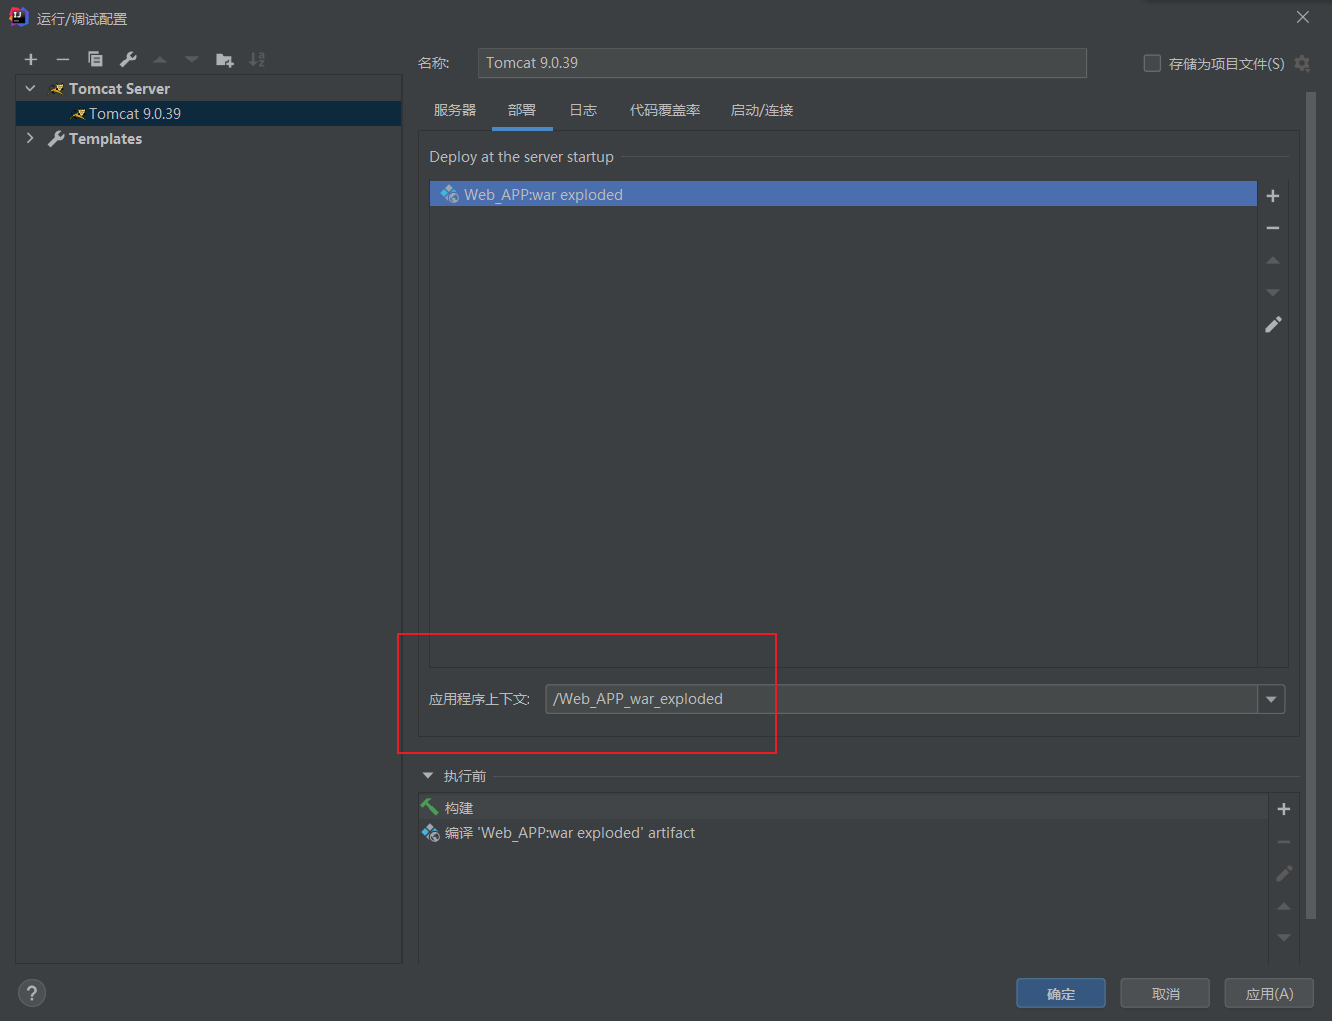 运行/调试配置
名称: Tomcat 9.0.39 存储为项目文件(S)
Tomcat Server
Tomcat 9.0.39
Templates
服务器 部署 日志 代码覆盖率 启动/连接
Deploy at the server startup
Web_APP:war exploded
应用程序上下文: /Web_APP_war_exploded
执行前
构建
编译 'Web_APP:war exploded' artifact
? 确定 取消 应用(A)